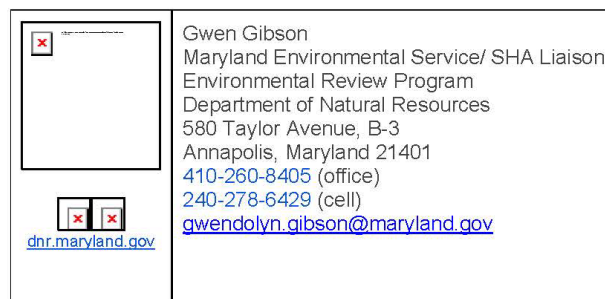 Gwen Gibson
Maryland Environmental Service/ SHA Liaison
Environmental Review Program
Department of Natural Resources
580 Taylor Avenue, B-3
Annapolis, Maryland 21401
410-260-8405 (office)
240-278-6429 (cell)
gwendolyn.gibson@maryland.gov
dnr.maryland.gov